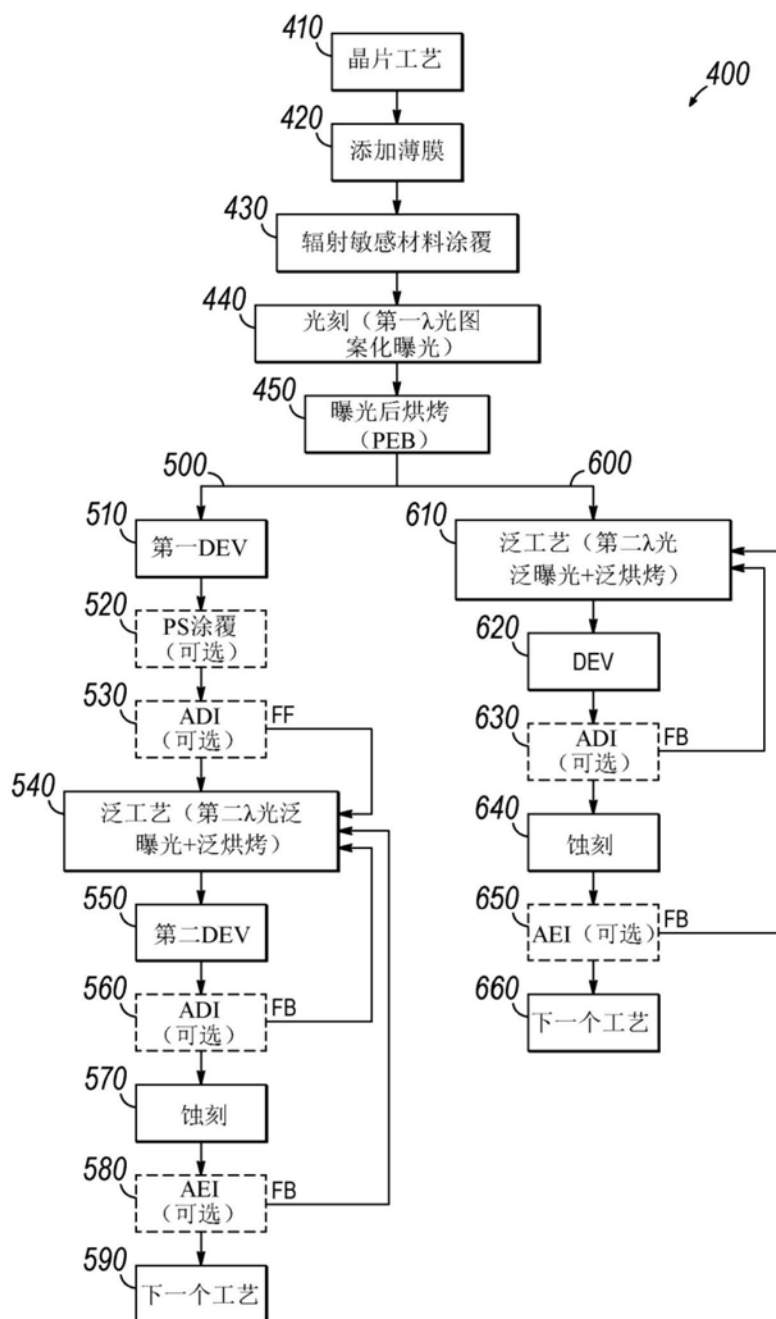 410
晶片工艺
400
420
添加薄膜
430
辐射敏感材料涂覆
440
光刻（第一λ光图
案化曝光）
450
曝光后烘烤
（PEB）
500
600
510
第一DEV
520
PS涂覆
（可选）
530
ADI
（可选）
FF
540
泛工艺（第二λ光泛
曝光+泛烘烤）
550
第二DEV
560
ADI
（可选）
FB
570
蚀刻
580
AEI
（可选）
FB
590
下一个工艺
610
泛工艺（第二λ光
泛曝光+泛烘烤）
620
DEV
630
ADI
（可选）
FB
640
蚀刻
650
AEI（可选）
FB
660
下一个工艺